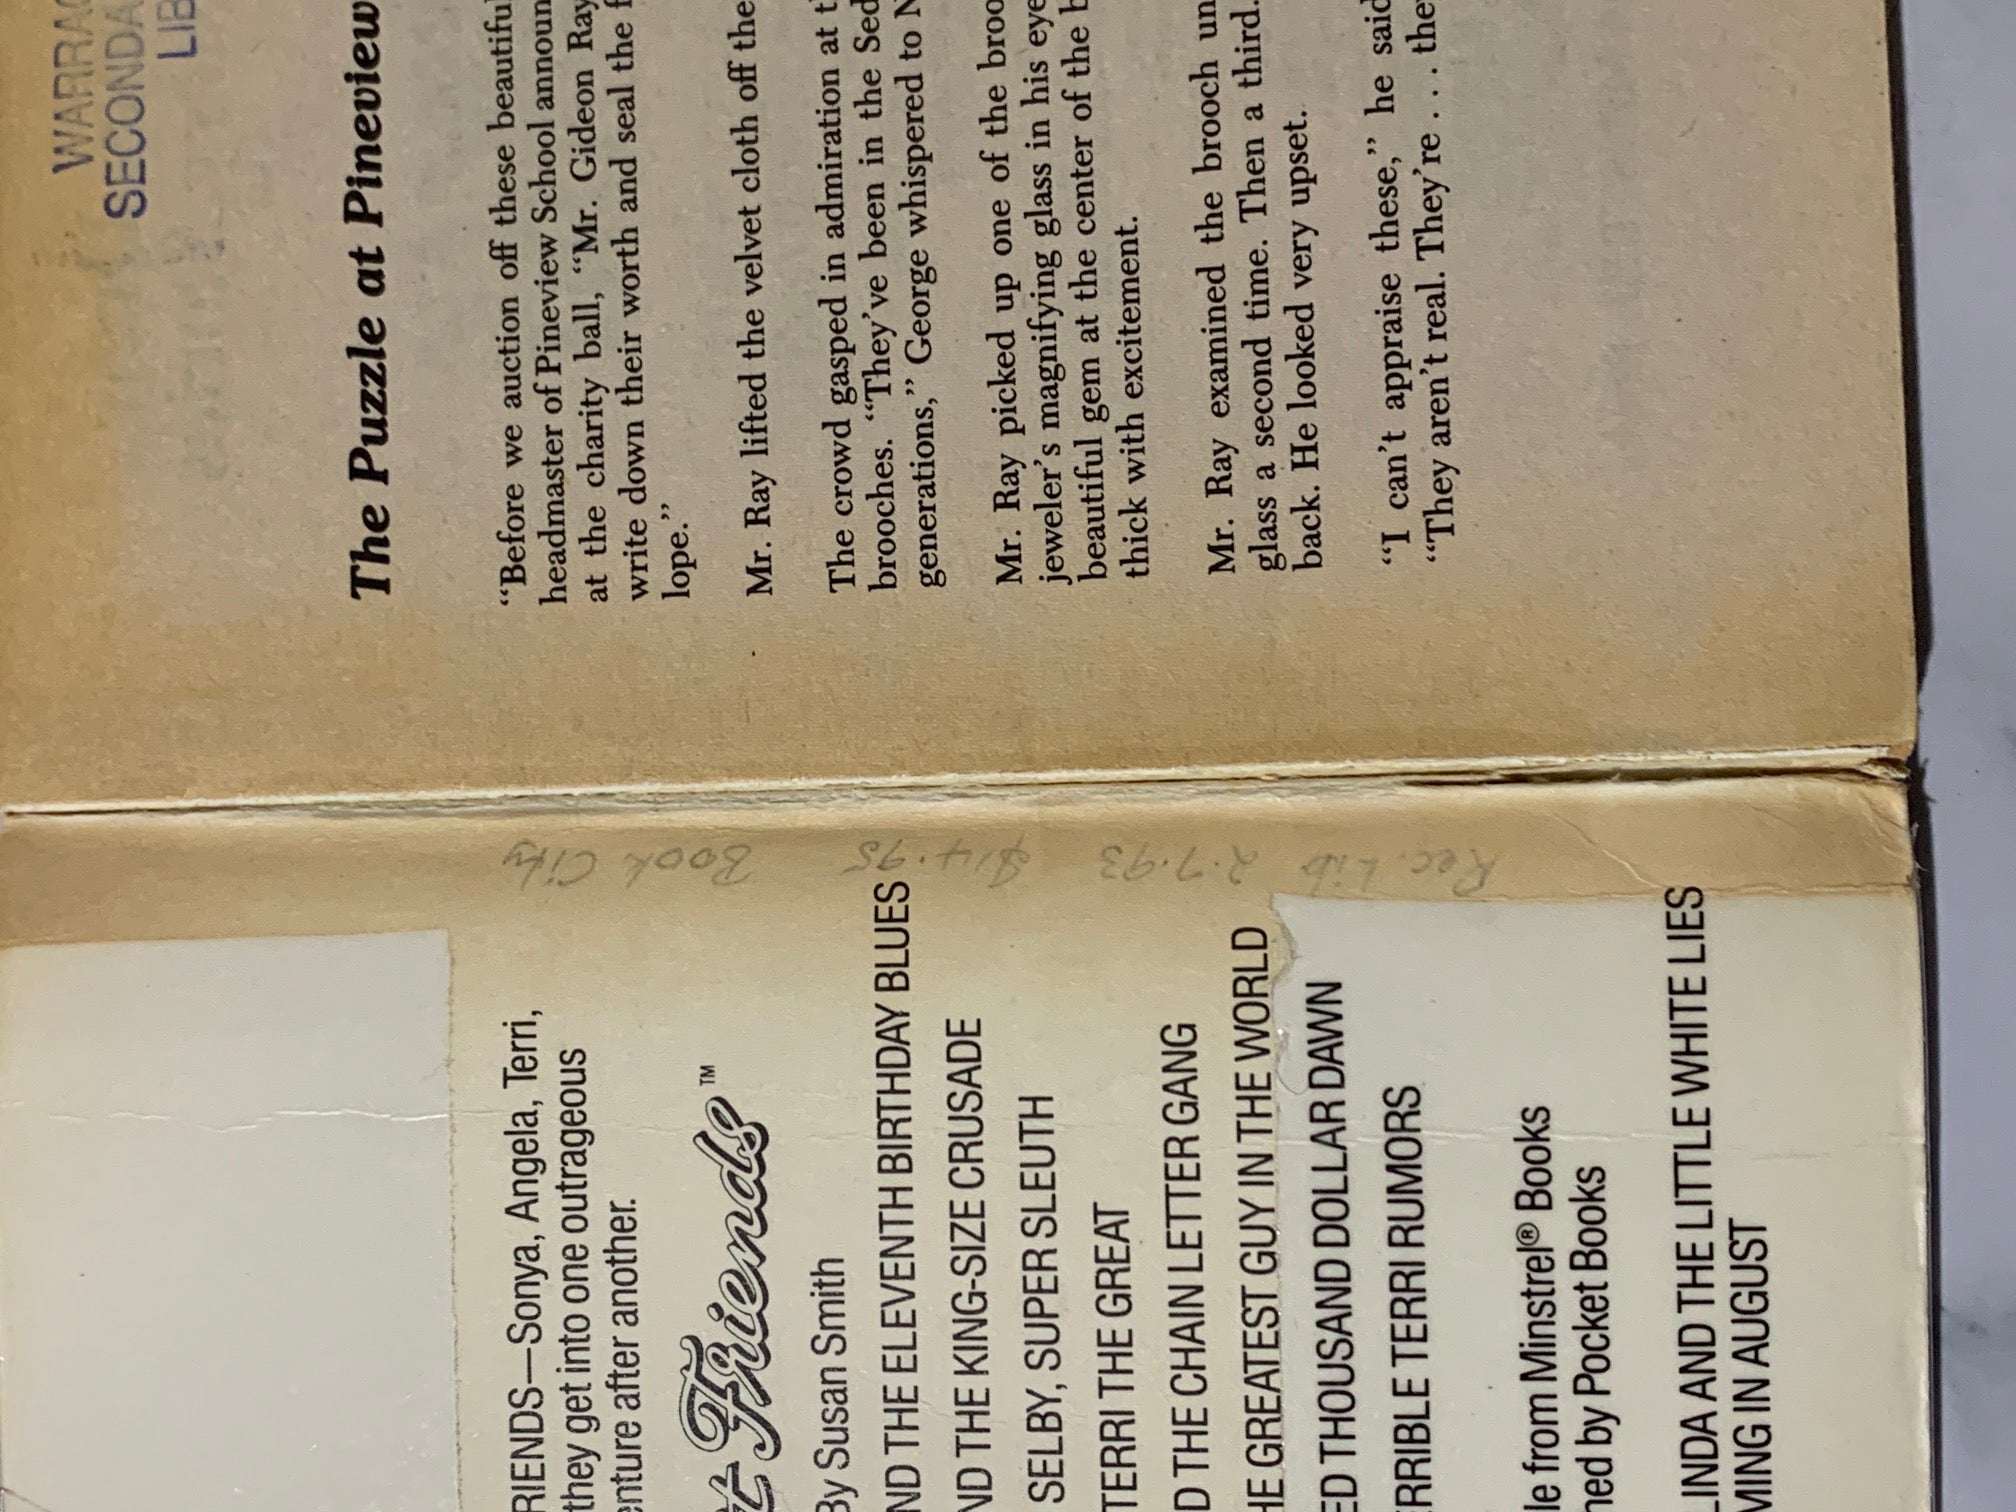 RIENDS—Sonya, Angela, Terri,
they get into one outrageous
enture after another.
Friends™
By Susan Smith
ND THE ELEVENTH BIRTHDAY BLUES
ND THE KING-SIZE CRUSADE
SELBY, SUPER SLEUTH
TERRI THE GREAT
D THE CHAIN LETTER GANG
HE GREATEST GUY IN THE WORLD
ED THOUSAND DOLLAR DAWN
ERRIBLE TERRI RUMORS
le from Minstrel® Books
hed by Pocket Books
LINDA AND THE LITTLE WHITE LIES
MING IN AUGUST
Rec. Lib 2.7.93 $14.95 Book City
WARRAG
SECONDA
LIB
The Puzzle at Pineview
“Before we auction off these beautiful
headmaster of Pineview School announ
at the charity ball, “Mr. Gideon Ray
write down their worth and seal the f
lope.”
Mr. Ray lifted the velvet cloth off the
The crowd gasped in admiration at t
brooches. “They’ve been in the Sed
generations,” George whispered to N
Mr. Ray picked up one of the broo
jeweler’s magnifying glass in his eye
beautiful gem at the center of the b
thick with excitement.
Mr. Ray examined the brooch un
glass a second time. Then a third.
back. He looked very upset.
“I can’t appraise these,” he said
“They aren’t real. They’re . . . the